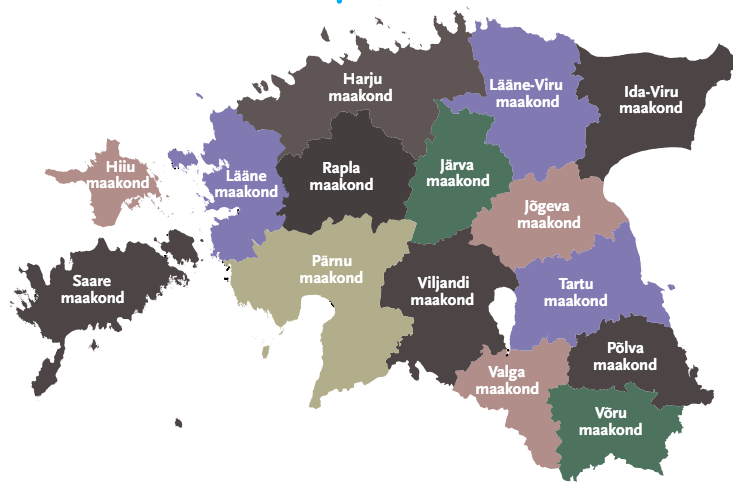 Harju
maakond
Lääne-Viru
maakond
Ida-Viru
maakond
Hiiu
maakond
Lääne
maakond
Rapla
maakond
Järva
maakond
Jõgeva
maakond
Saare
maakond
Pärnu
maakond
Viljandi
maakond
Tartu
maakond
Valga
maakond
Põlva
maakond
Võru
maakond